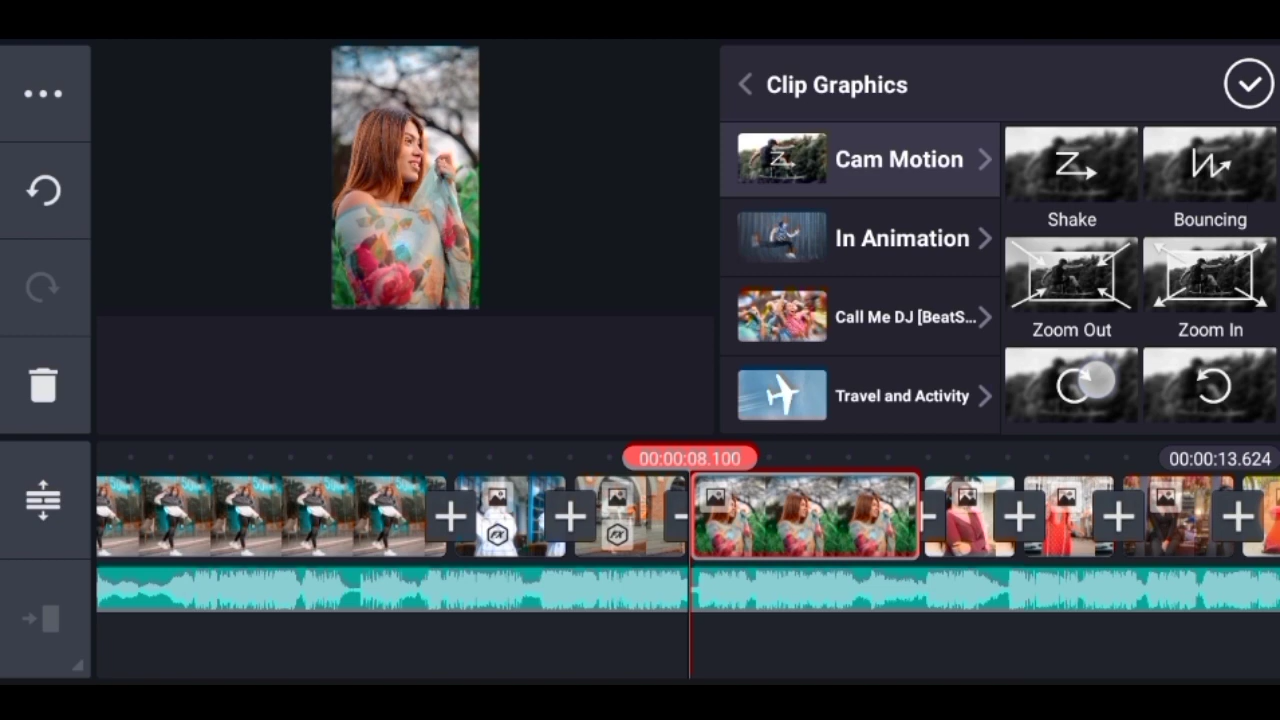 Clip Graphics
Cam Motion
In Animation
Call Me DJ [BeatS...
Travel and Activity
Shake
Bouncing
Zoom Out
Zoom In
00:00:08.100
00:00:13.624